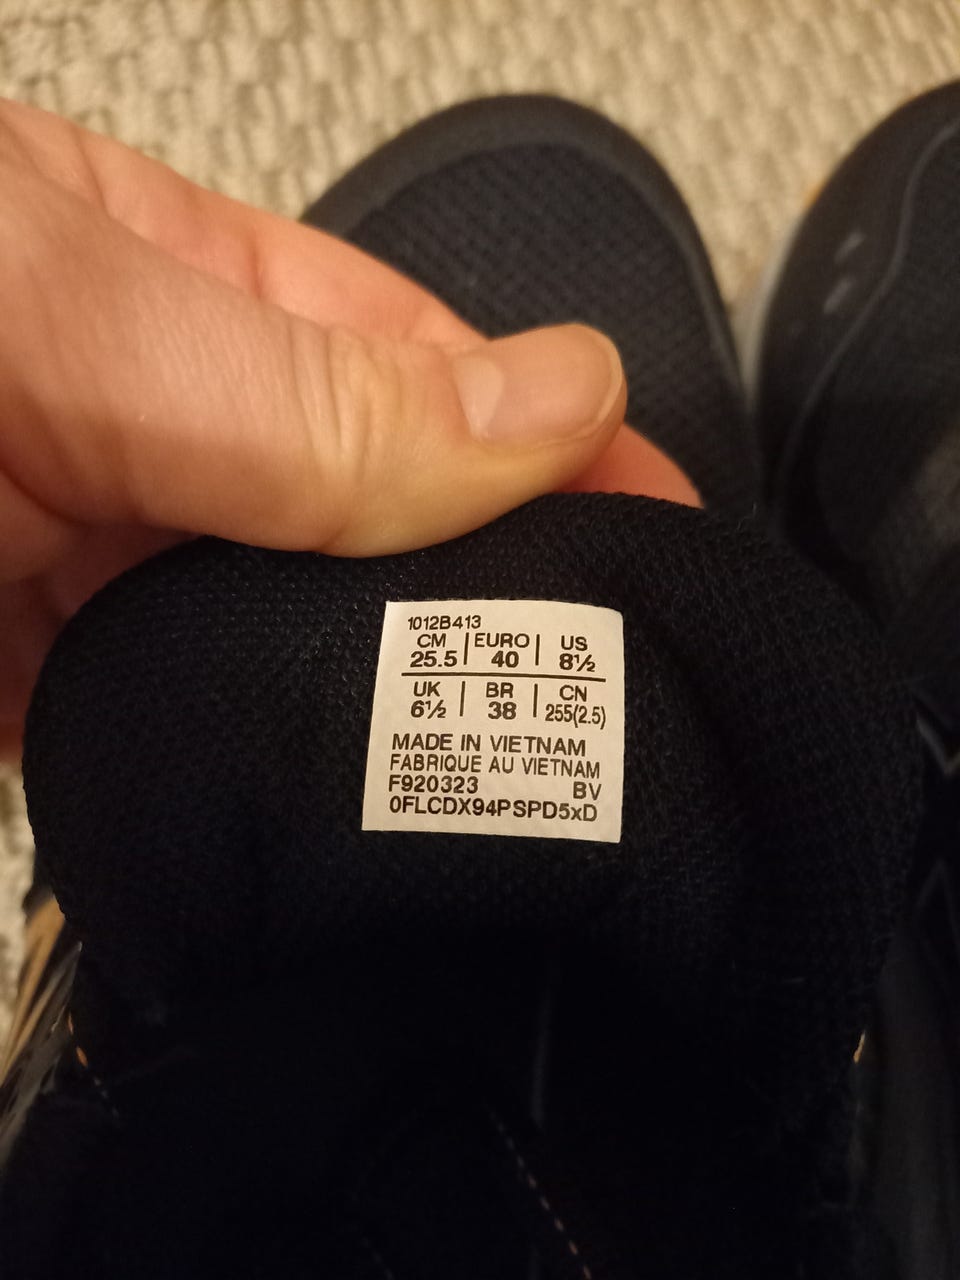 1012B413
CM | EURO | US
25.5 | 40 | 8½
UK | BR | CN
6½ | 38 | 255(2.5)
MADE IN VIETNAM
FABRIQUE AU VIETNAM
F920323 BV
0FLCDX94PSPD5xD